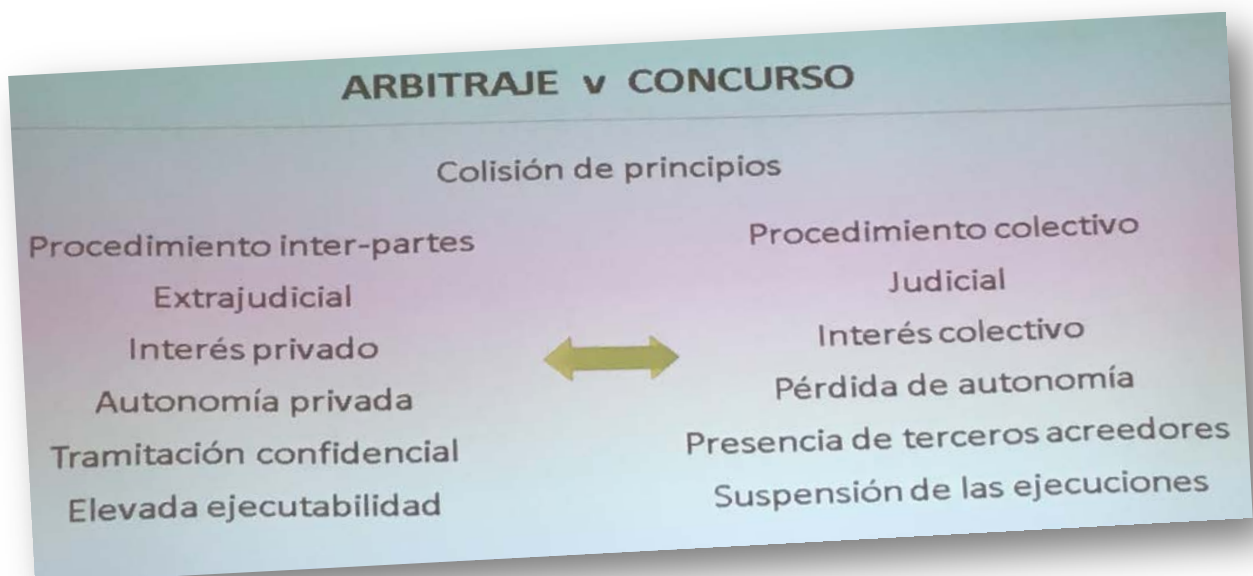 ARBITRAJE v CONCURSO
Colisión de principios
Procedimiento inter-partes
Extrajudicial
Interés privado
Autonomía privada
Tramitación confidencial
Elevada ejecutabilidad
Procedimiento colectivo
Judicial
Interés colectivo
Pérdida de autonomía
Presencia de terceros acreedores
Suspensión de las ejecuciones